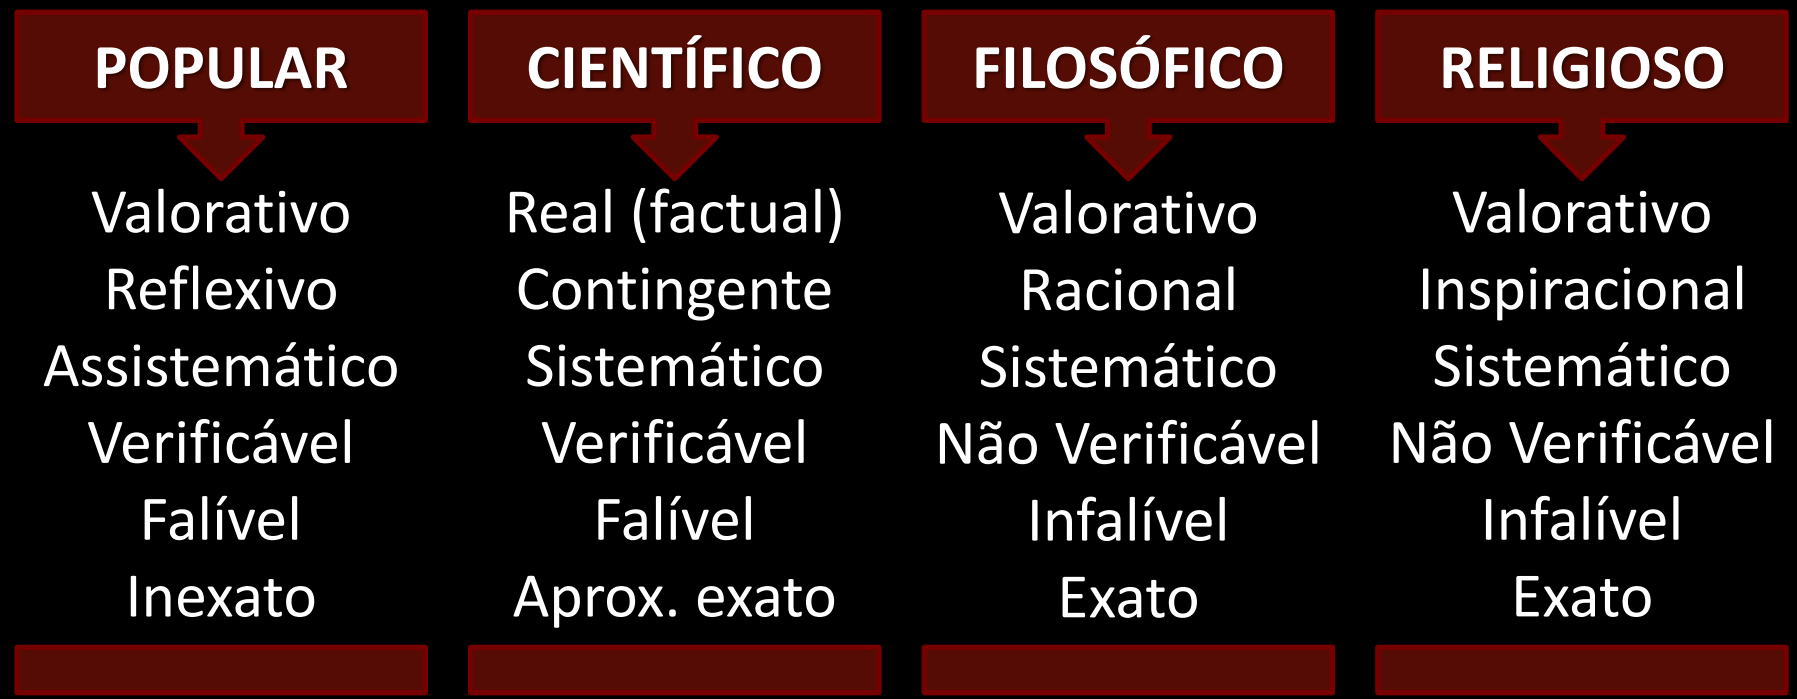 POPULAR
Valorativo
Reflexivo
Assistemático
Verificável
Falível
Inexato
CIENTÍFICO
Real (factual)
Contingente
Sistemático
Verificável
Falível
Aprox. exato
FILOSÓFICO
Valorativo
Racional
Sistemático
Não Verificável
Infalível
Exato
RELIGIOSO
Valorativo
Inspiracional
Sistemático
Não Verificável
Infalível
Exato